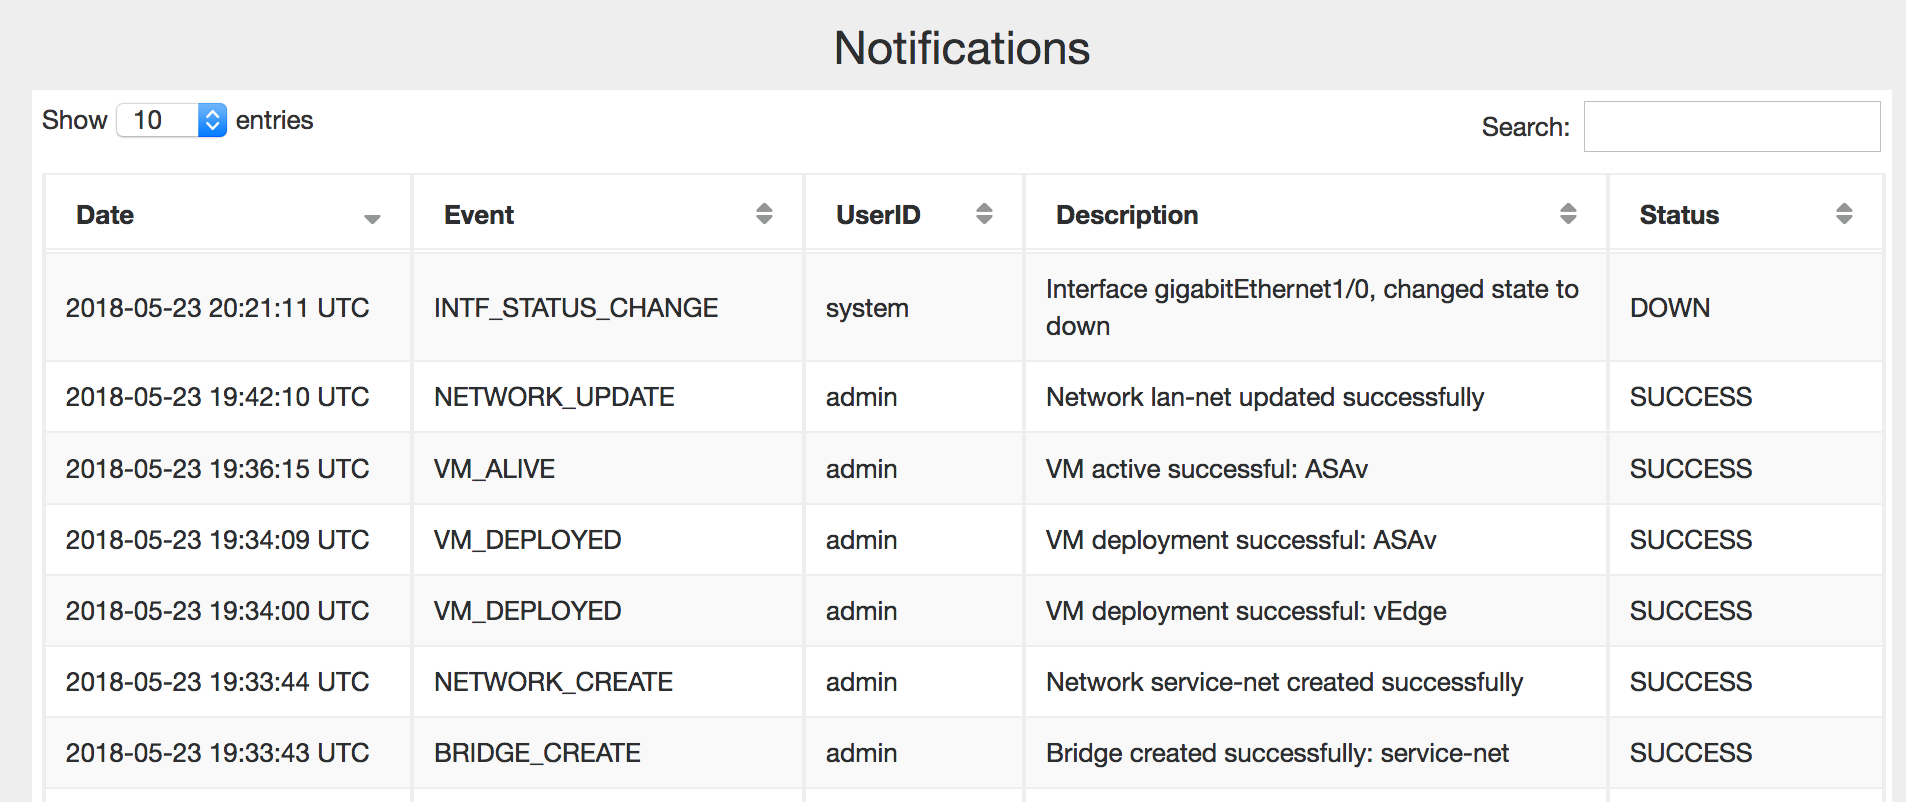 Notifications
Show 10 entries
Search:
Date Event UserID Description Status
2018-05-23 20:21:11 UTC INTF_STATUS_CHANGE system Interface gigabitEthernet1/0, changed state to down DOWN
2018-05-23 19:42:10 UTC NETWORK_UPDATE admin Network lan-net updated successfully SUCCESS
2018-05-23 19:36:15 UTC VM_ALIVE admin VM active successful: ASAv SUCCESS
2018-05-23 19:34:09 UTC VM_DEPLOYED admin VM deployment successful: ASAv SUCCESS
2018-05-23 19:34:00 UTC VM_DEPLOYED admin VM deployment successful: vEdge SUCCESS
2018-05-23 19:33:44 UTC NETWORK_CREATE admin Network service-net created successfully SUCCESS
2018-05-23 19:33:43 UTC BRIDGE_CREATE admin Bridge created successfully: service-net SUCCESS